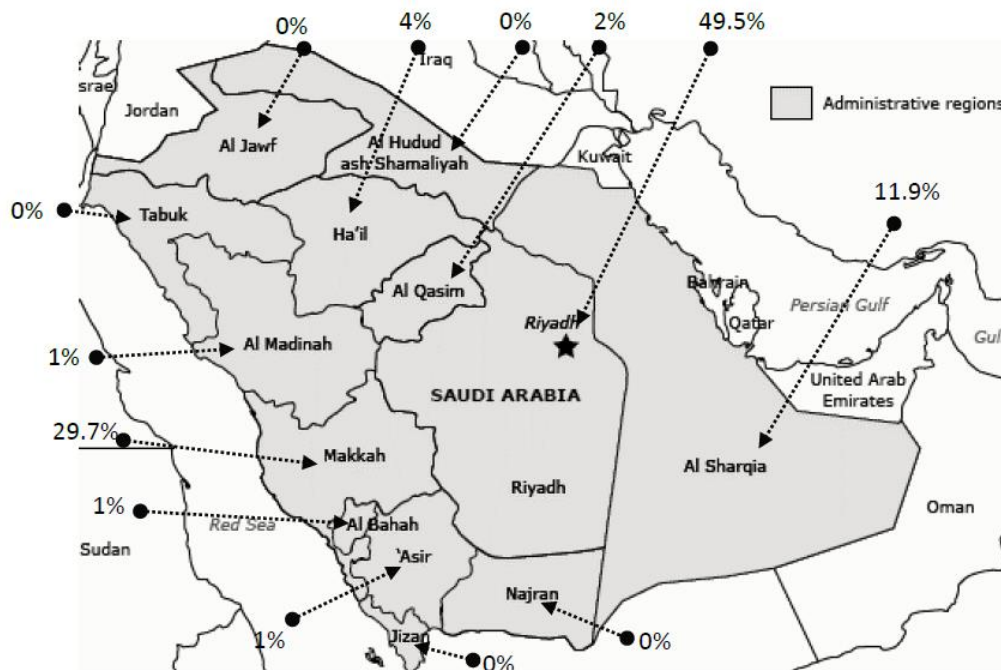 0%
4%
0%
2%
49.5%
Iraq
srael
Jordan
Administrative regions
Al Jawf
Al Hudud
ash Shamaliyah
Kuwait
11.9%
0%
Tabuk
Ha'il
Al Qasim
Bahrain
Persian Gulf
Riyadh
Qatar
Gul
1%
Al Madinah
SAUDI ARABIA
United Arab
Emirates
29.7%
Makkah
Al Sharqia
Riyadh
1%
Red Sea
Al Bahah
Oman
Sudan
'Asir
Najran
1%
Jizan
0%
0%